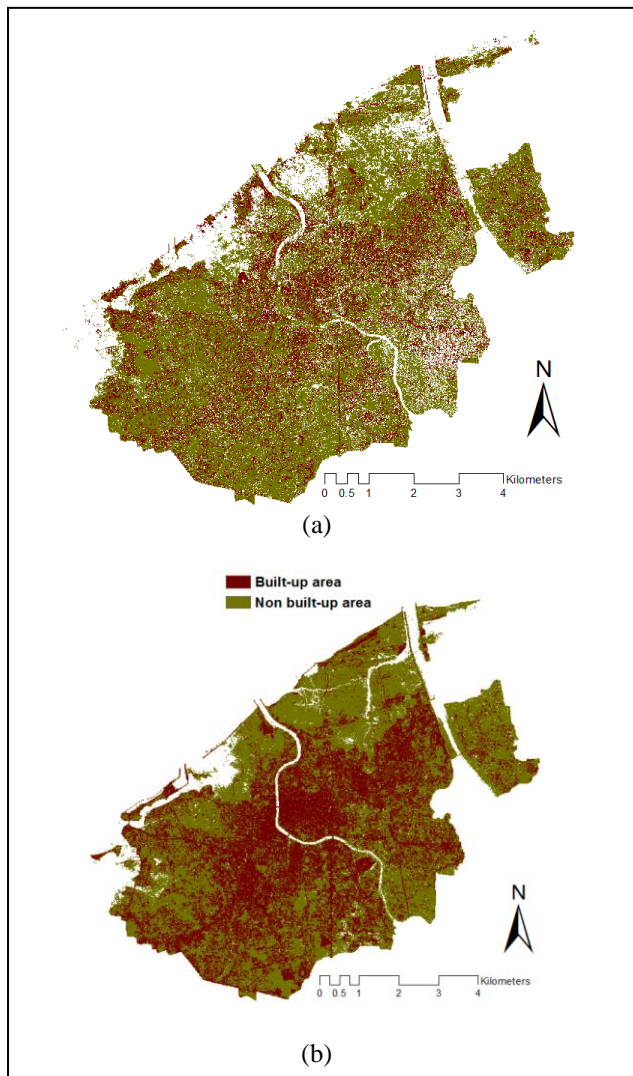 N
Kilometers
0 0.5 1 2 3 4
(a)
Built-up area
Non built-up area
N
Kilometers
0 0.5 1 2 3 4
(b)